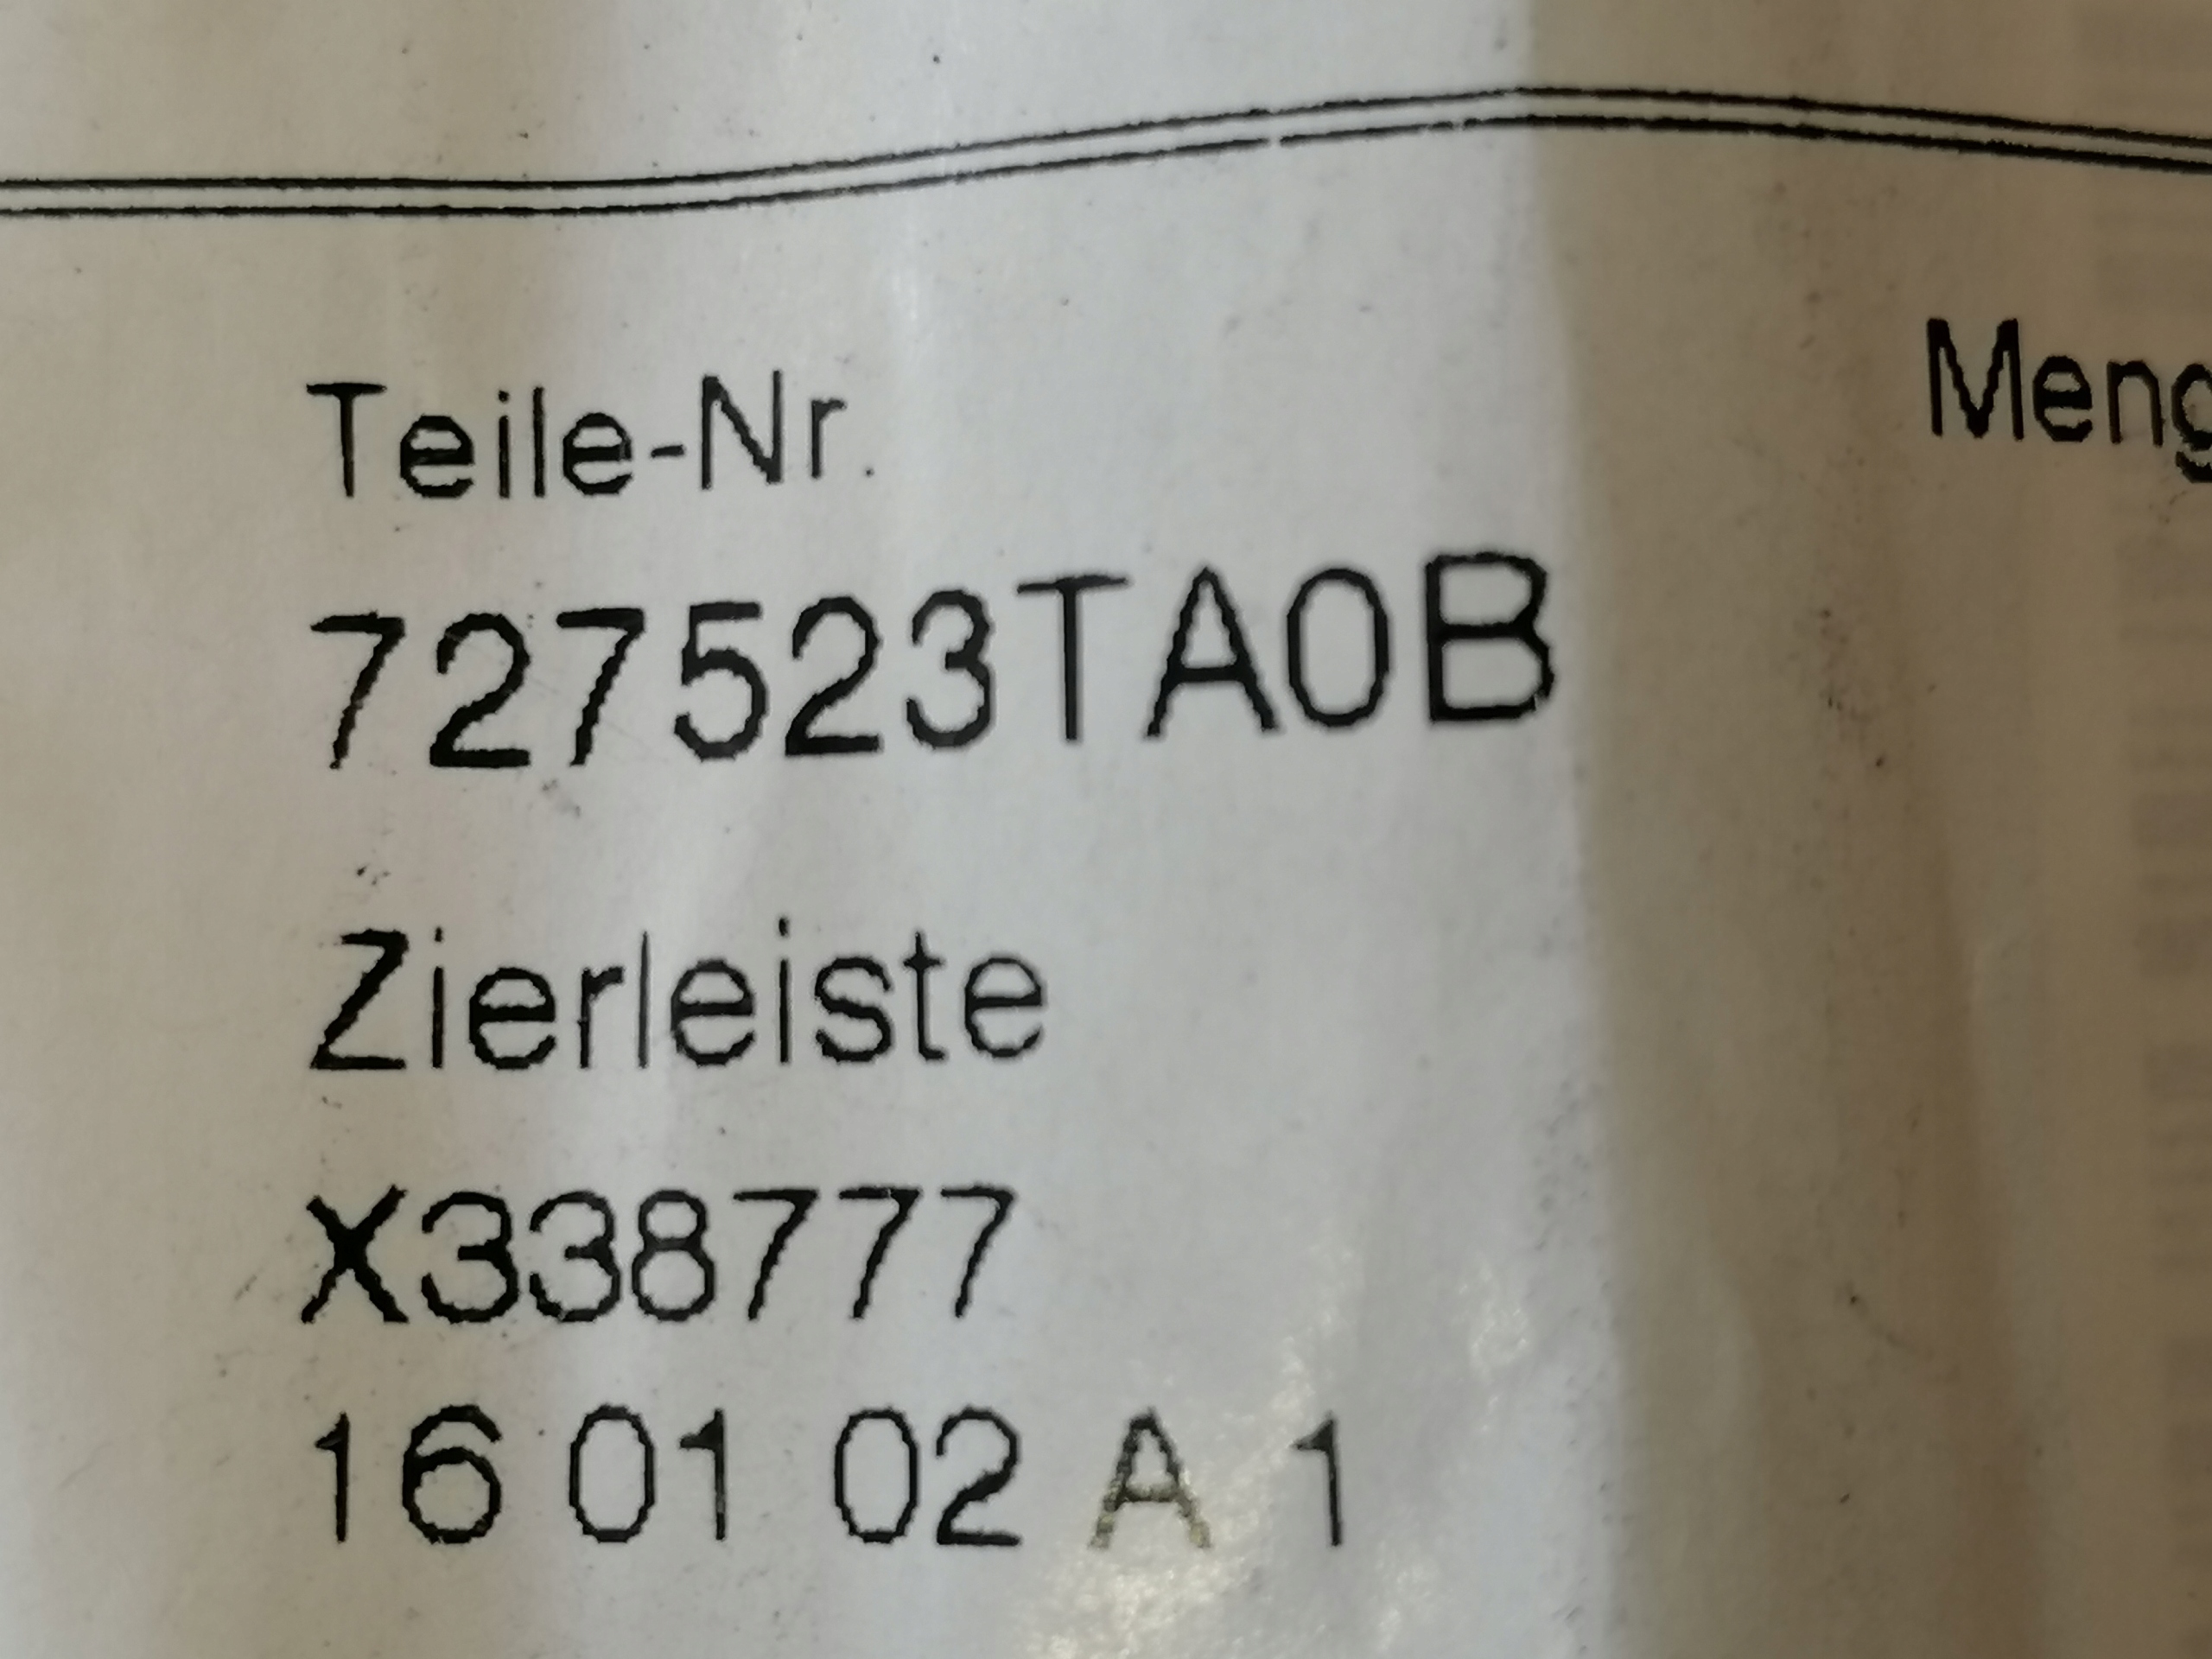 Teile-Nr.
Meng
727523TA0B
Zierleiste
X338777
16 01 02 A 1